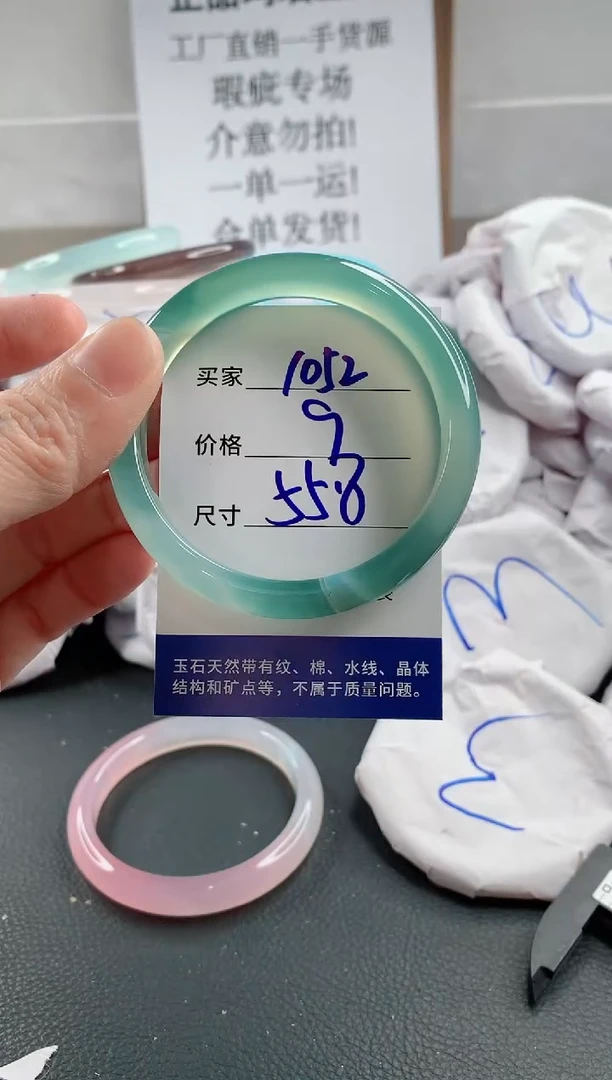 工厂直销一手货源
瑕疵专场
介意勿拍!
一单一运!
合单发货!
买家 1052
价格 9
尺寸 55.8
玉石天然带有纹、棉、水线、晶体
结构和矿点等，不属于质量问题。
3
3